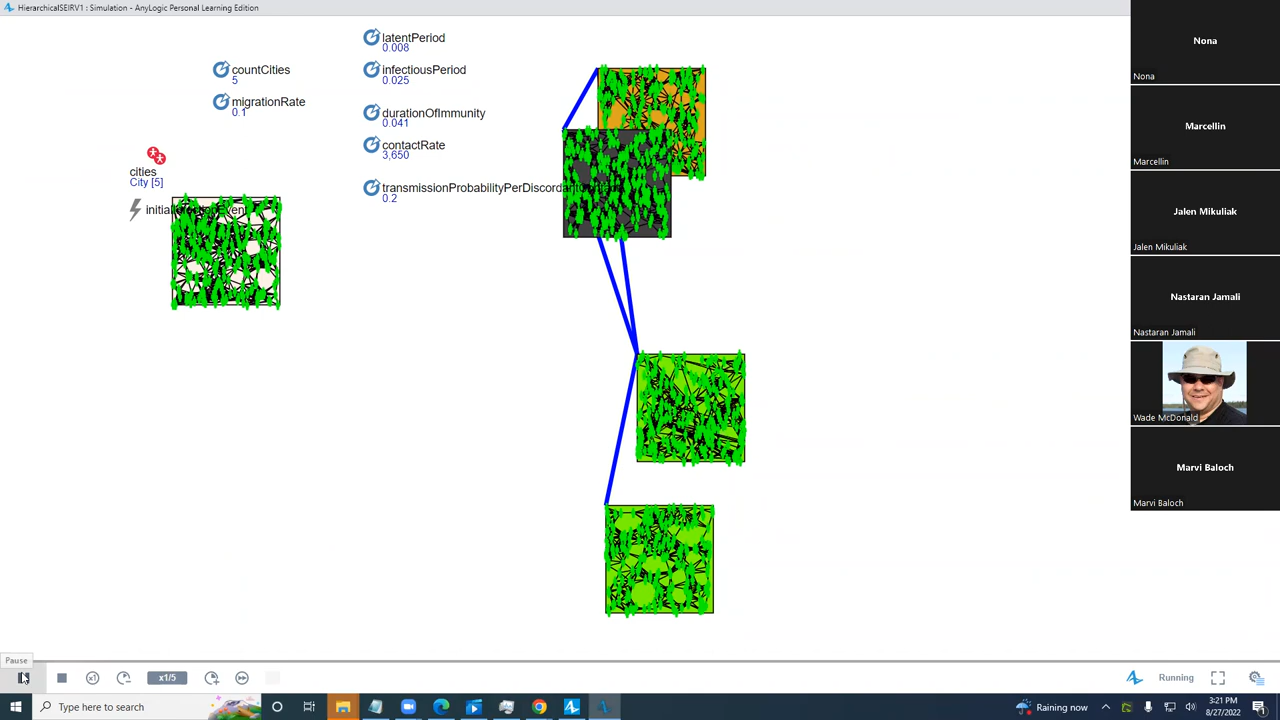 HierarchicalSEIRV1 : Simulation - AnyLogic Personal Learning Edition
countCities
5
migrationRate
0.1
cities
City [5]
latentPeriod
0.008
infectiousPeriod
0.025
durationOfImmunity
0.041
contactRate
3,650
0.2
Nona
Nona
Marcellin
Marcellin
Jalen Mikuliak
Jalen Mikuliak
Nastaran Jamali
Nastaran Jamali
Wade McDonald
Marvi Baloch
Marvi Baloch
Pause
x1
x1/5
Running
Type here to search
Raining now
3:21 PM
8/27/2022